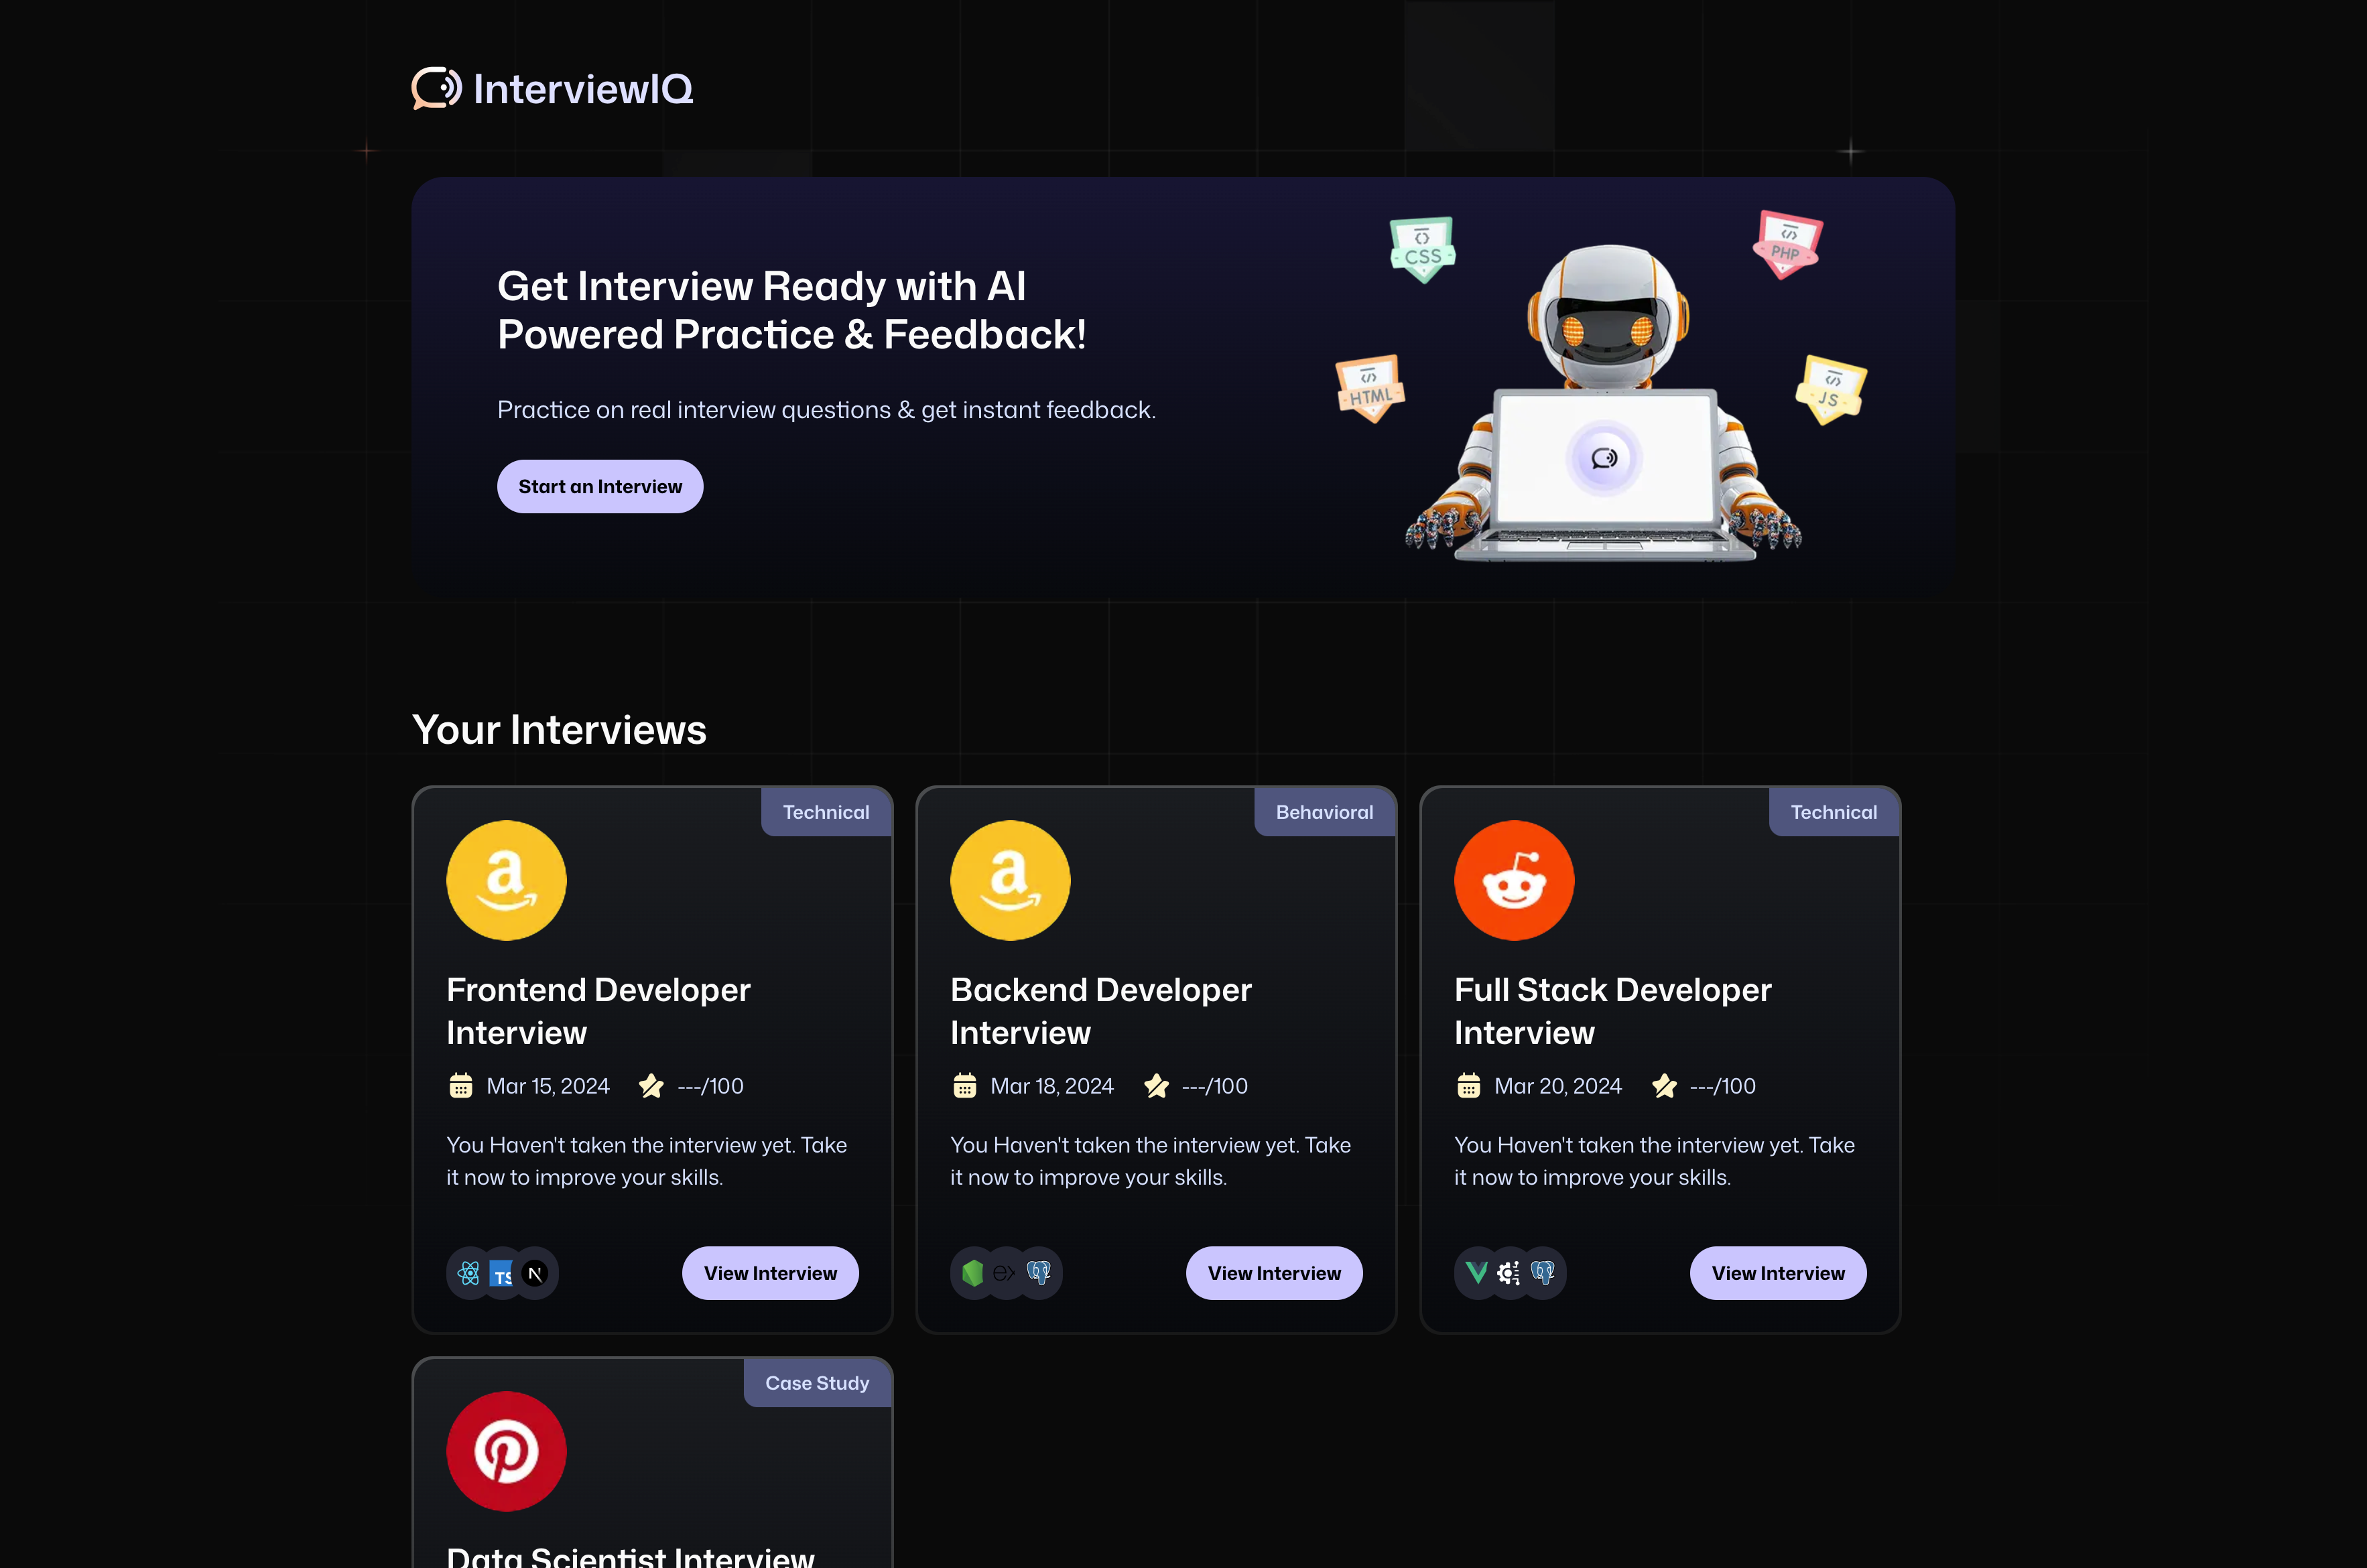 InterviewIQ
Get Interview Ready with AI
Powered Practice & Feedback!
Practice on real interview questions & get instant feedback.
Start an Interview
CSS
PHP
HTML
JS
Your Interviews
Technical
Frontend Developer
Interview
Mar 15, 2024 ---/100
You Haven't taken the interview yet. Take
it now to improve your skills.
TS N
View Interview
Behavioral
Backend Developer
Interview
Mar 18, 2024 ---/100
You Haven't taken the interview yet. Take
it now to improve your skills.
View Interview
Technical
Full Stack Developer
Interview
Mar 20, 2024 ---/100
You Haven't taken the interview yet. Take
it now to improve your skills.
View Interview
Case Study
Data Scientist Interview